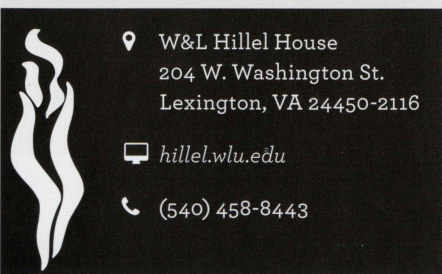 W&L Hillel House
204 W. Washington St.
Lexington, VA 24450-2116
hillel.wlu.edu
(540) 458-8443